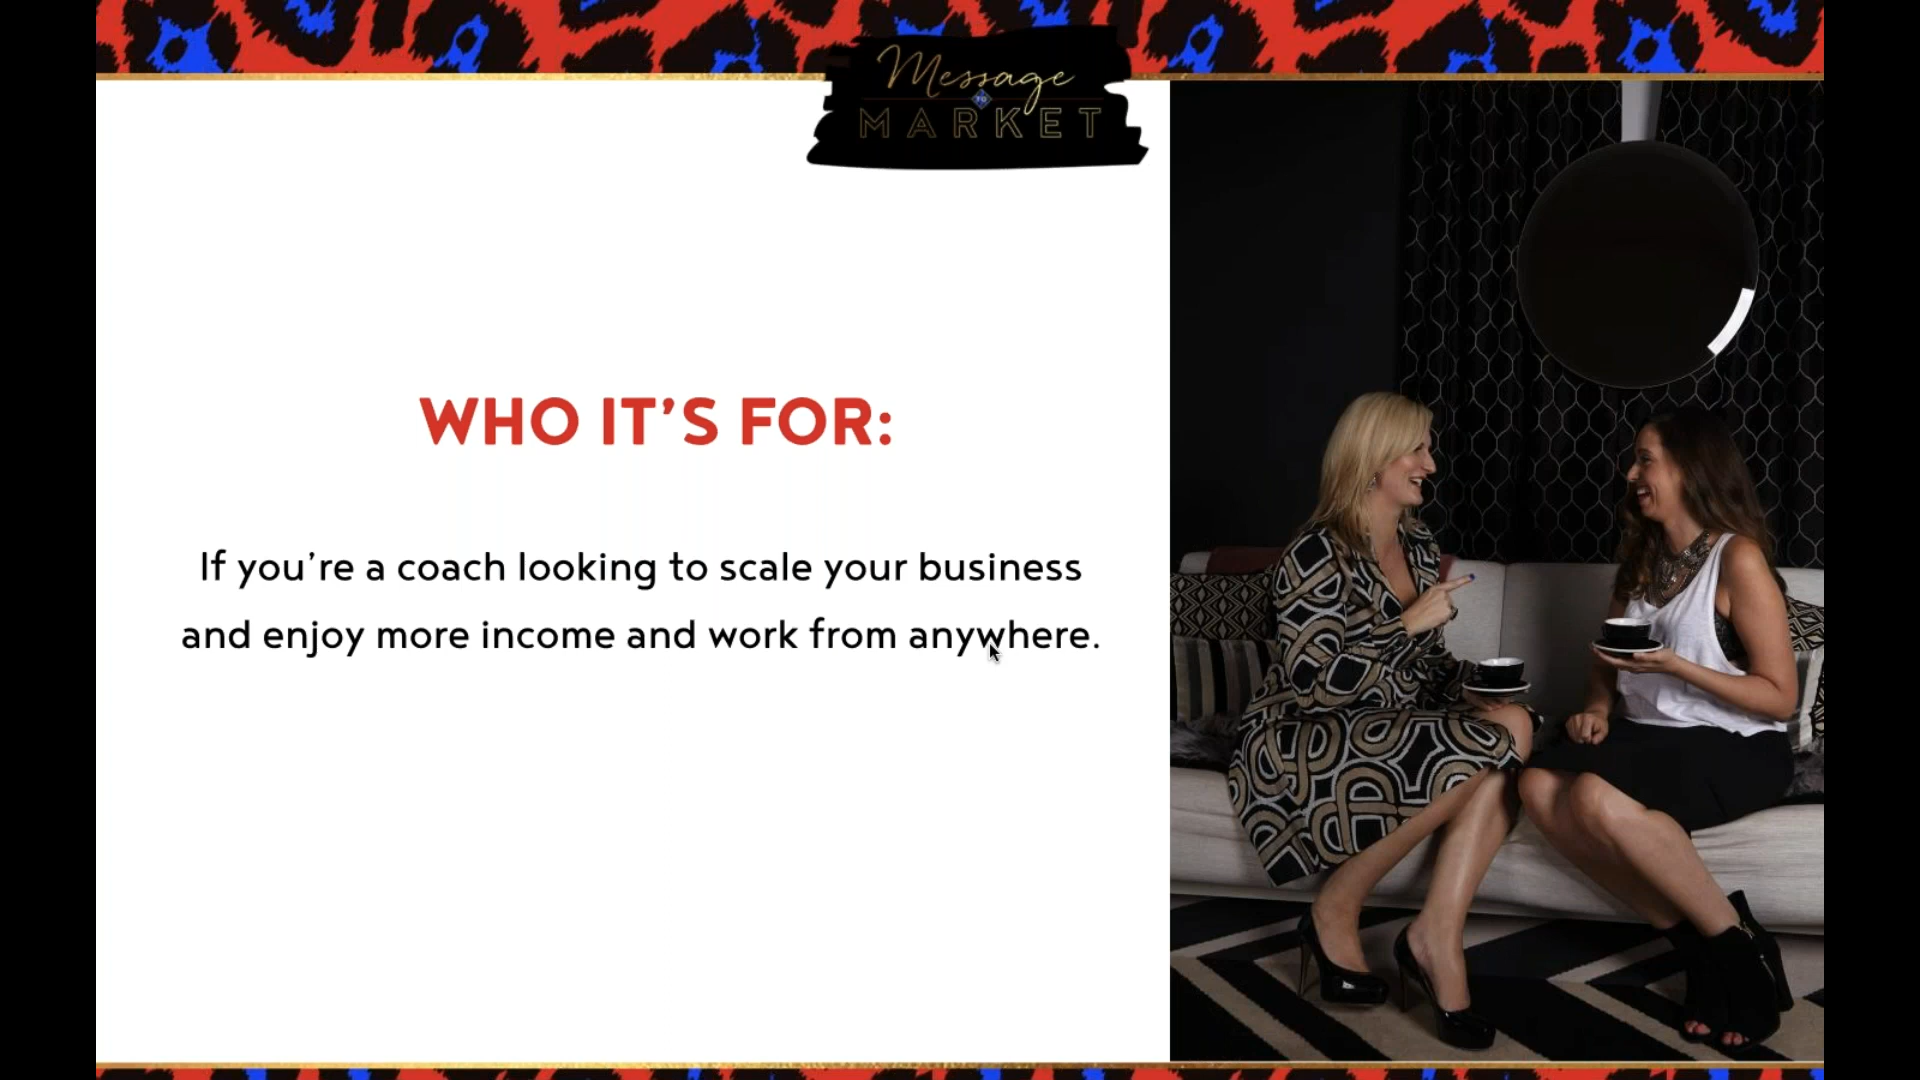 Message
TO
MARKET
WHO IT’S FOR:
If you’re a coach looking to scale your business
and enjoy more income and work from anywhere.